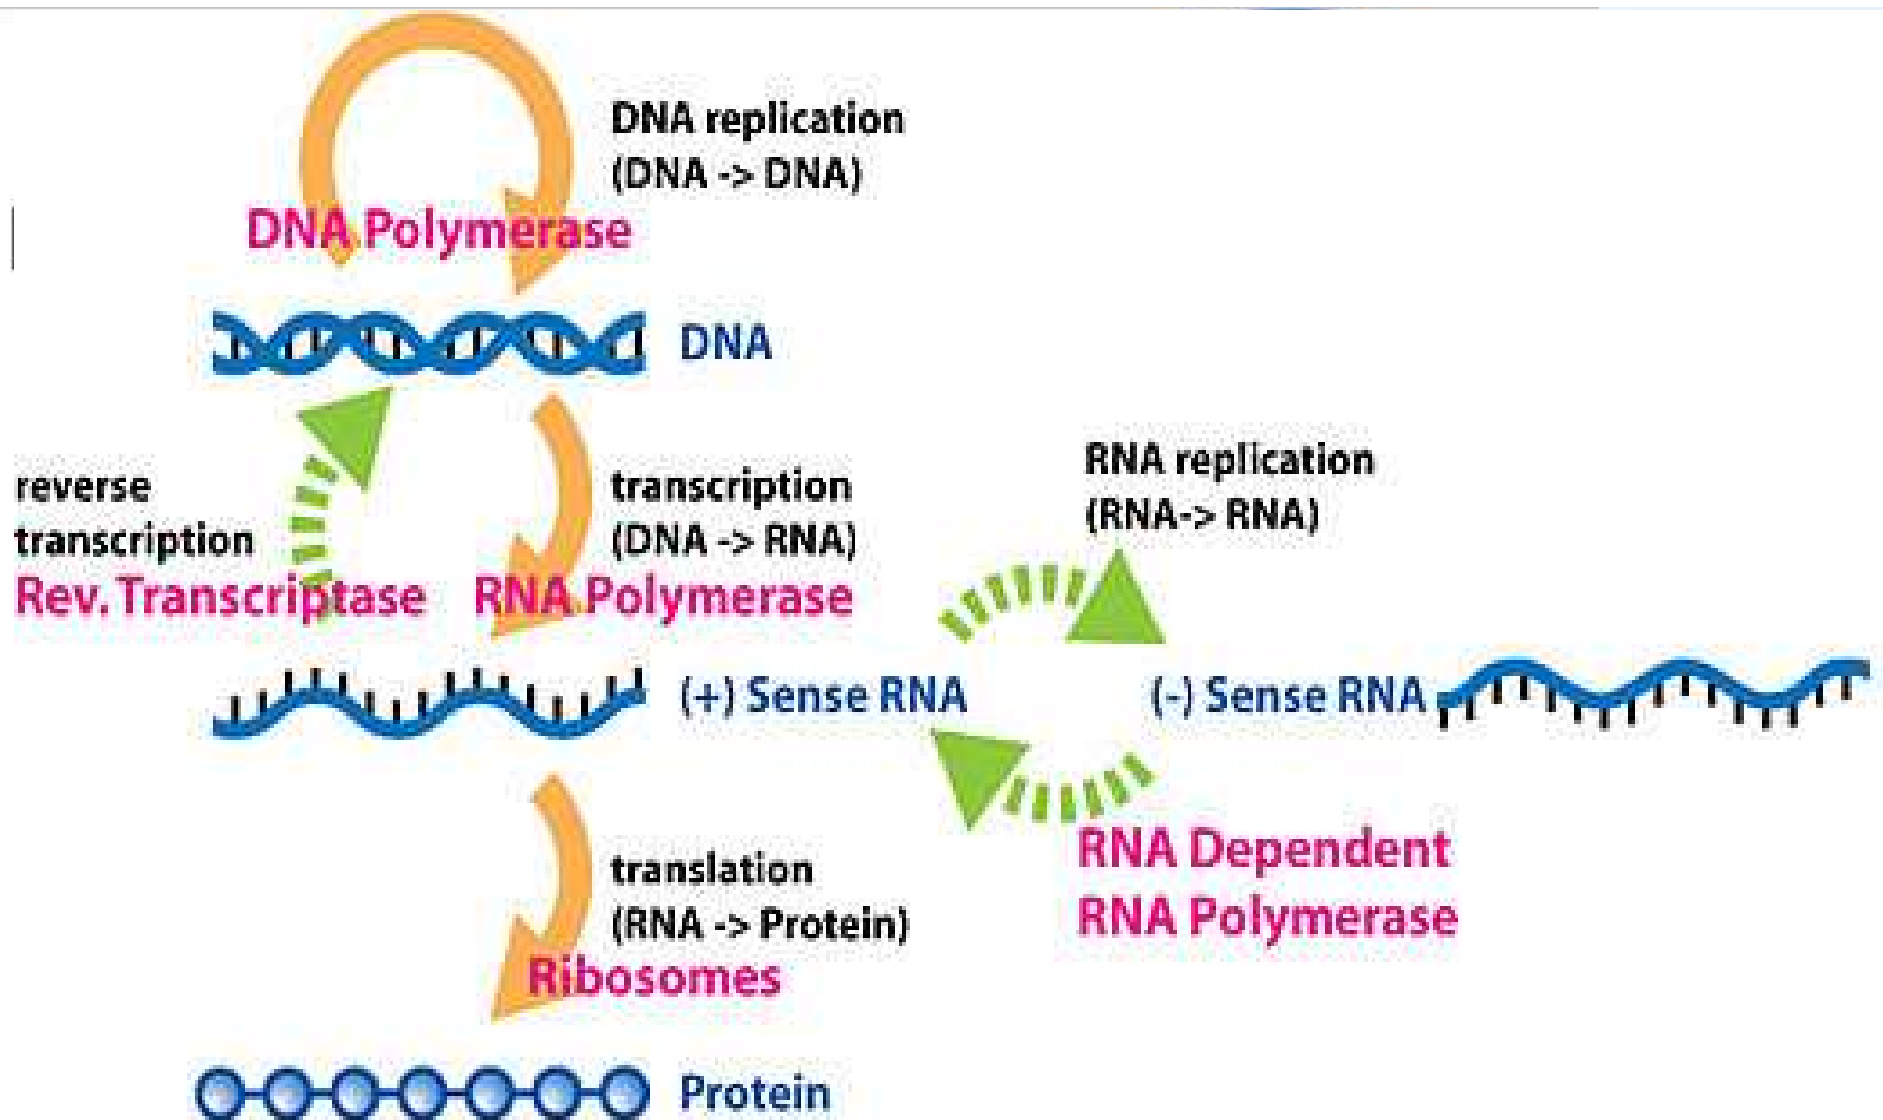 DNA replication
(DNA -> DNA)
DNA Polymerase
DNA
reverse
transcription
Rev. Transcriptase
transcription
(DNA -> RNA)
RNA Polymerase
RNA replication
(RNA-> RNA)
(+) Sense RNA
(-) Sense RNA
RNA Dependent
RNA Polymerase
translation
(RNA -> Protein)
Ribosomes
Protein